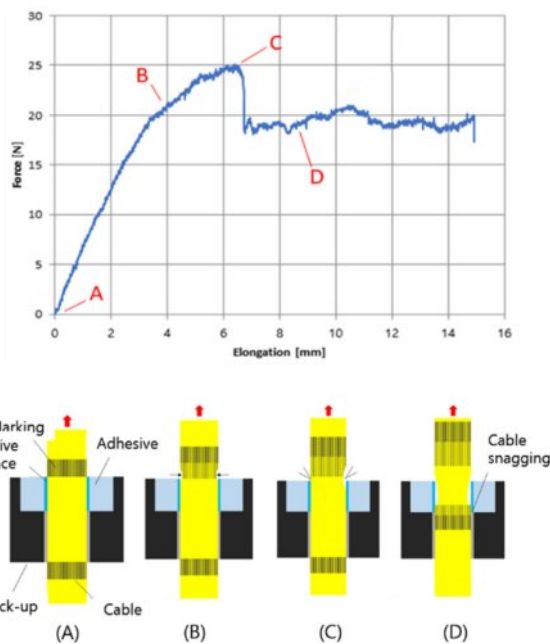 30
25
20
15
10
5
0
Force [N]
A
B
C
D
0 2 4 6 8 10 12 14 16
Elongation [mm]
Adhesive
Cable
snagging
Cable
(A) (B) (C) (D)